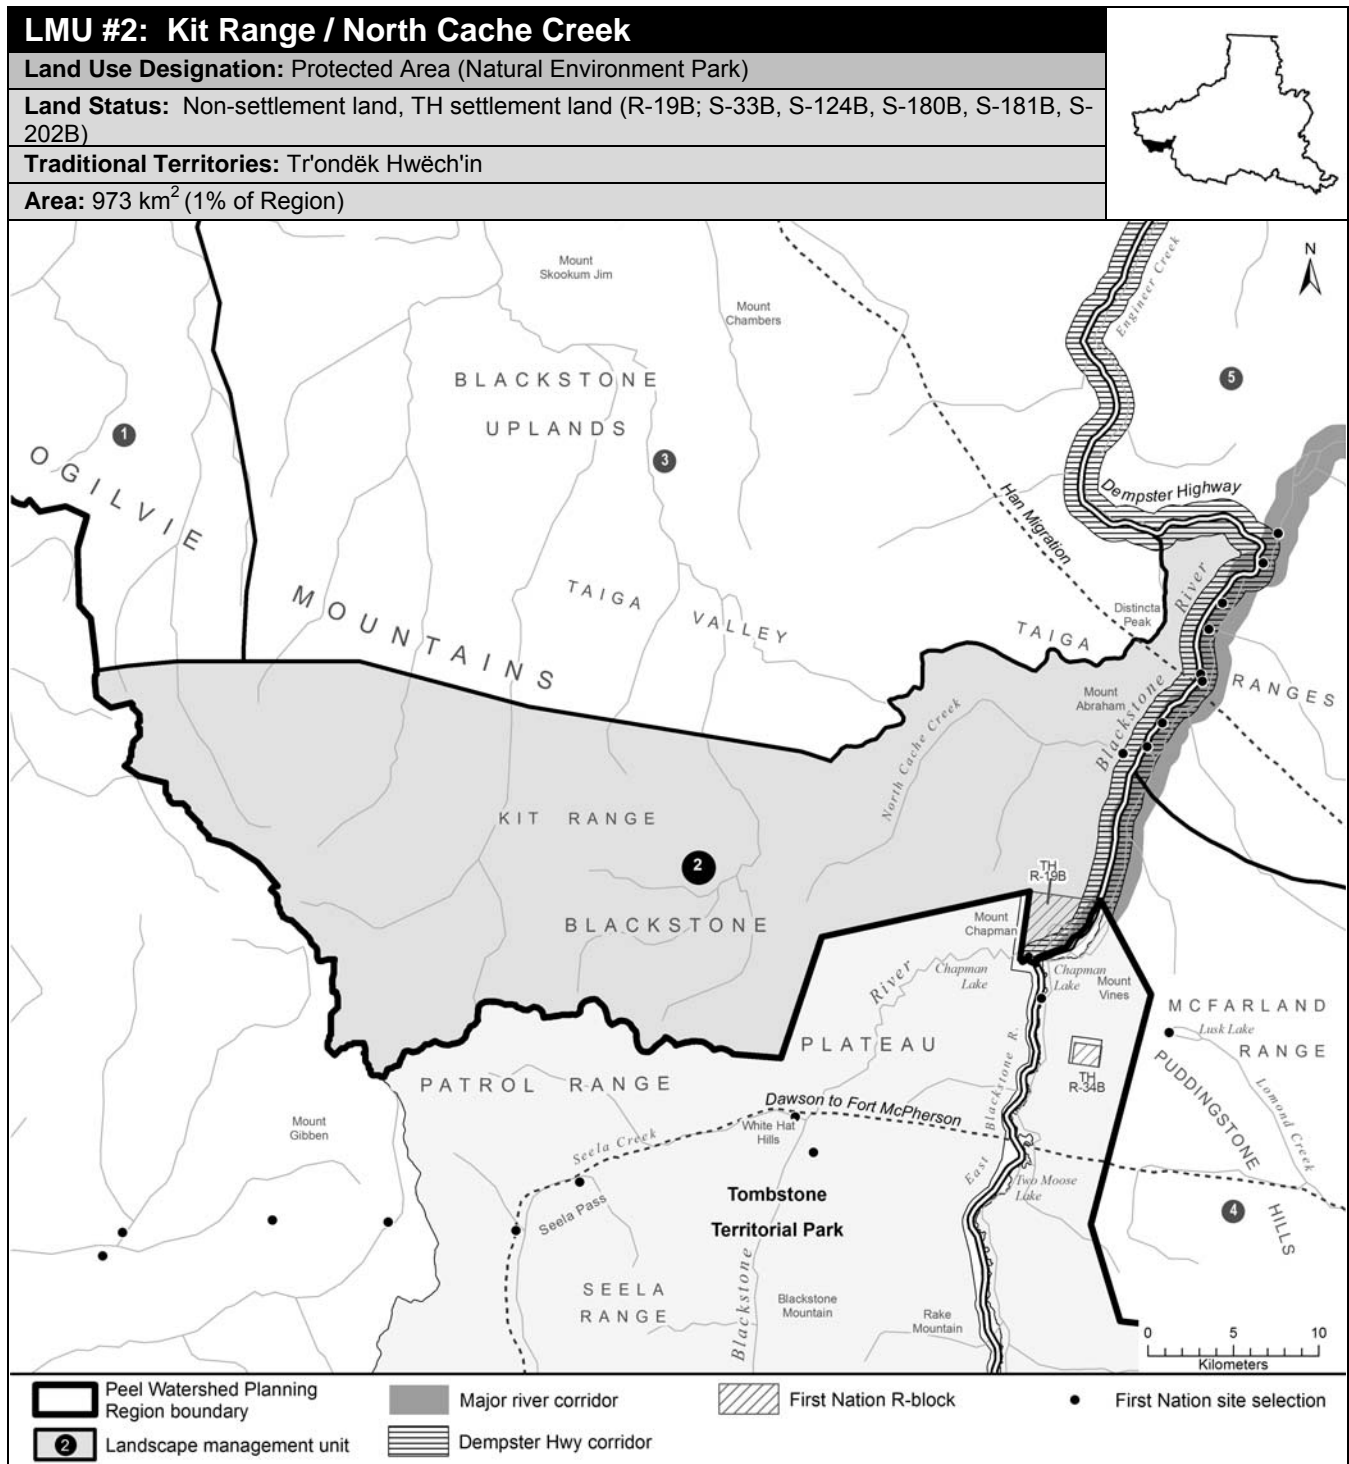 LMU #2: Kit Range / North Cache Creek
Land Use Designation: Protected Area (Natural Environment Park)
Land Status: Non-settlement land, TH settlement land (R-19B; S-33B, S-124B, S-180B, S-181B, S-
202B)
Traditional Territories: Tr'ondëk Hwëch'in
Area: 973 km2 (1% of Region)
N
Engineer Creek
Mount
Skookum Jim
Mount
Chambers
BLACKSTONE
UPLANDS
1
3
5
OGILVIE
MOUNTAINS
Han Migration
Dempster Highway
TAIGA VALLEY
TAIGA
RANGES
Distincta
Peak
Blackstone River
Mount
Abraham
North Cache Creek
KIT RANGE
2
BLACKSTONE
TH
R-19B
Mount
Chapman
Chapman
Lake
Chapman
Lake
Mount
Vines
River
PLATEAU
MCFARLAND
RANGE
Lusk Lake
Lomond Creek
PUDDINGSTONE
HILLS
TH
R-34B
PATROL RANGE
Mount
Gibben
Dawson to Fort McPherson
White Hat
Hills
Seela Creek
Seela Pass
East Blackstone R.
Two Moose
Lake
4
Tombstone
Territorial Park
SEELA
RANGE
Blackstone
Blackstone
Mountain
Rake
Mountain
0 5 10
Kilometers
Peel Watershed Planning
Region boundary
Major river corridor
First Nation R-block
First Nation site selection
2
Landscape management unit
Dempster Hwy corridor